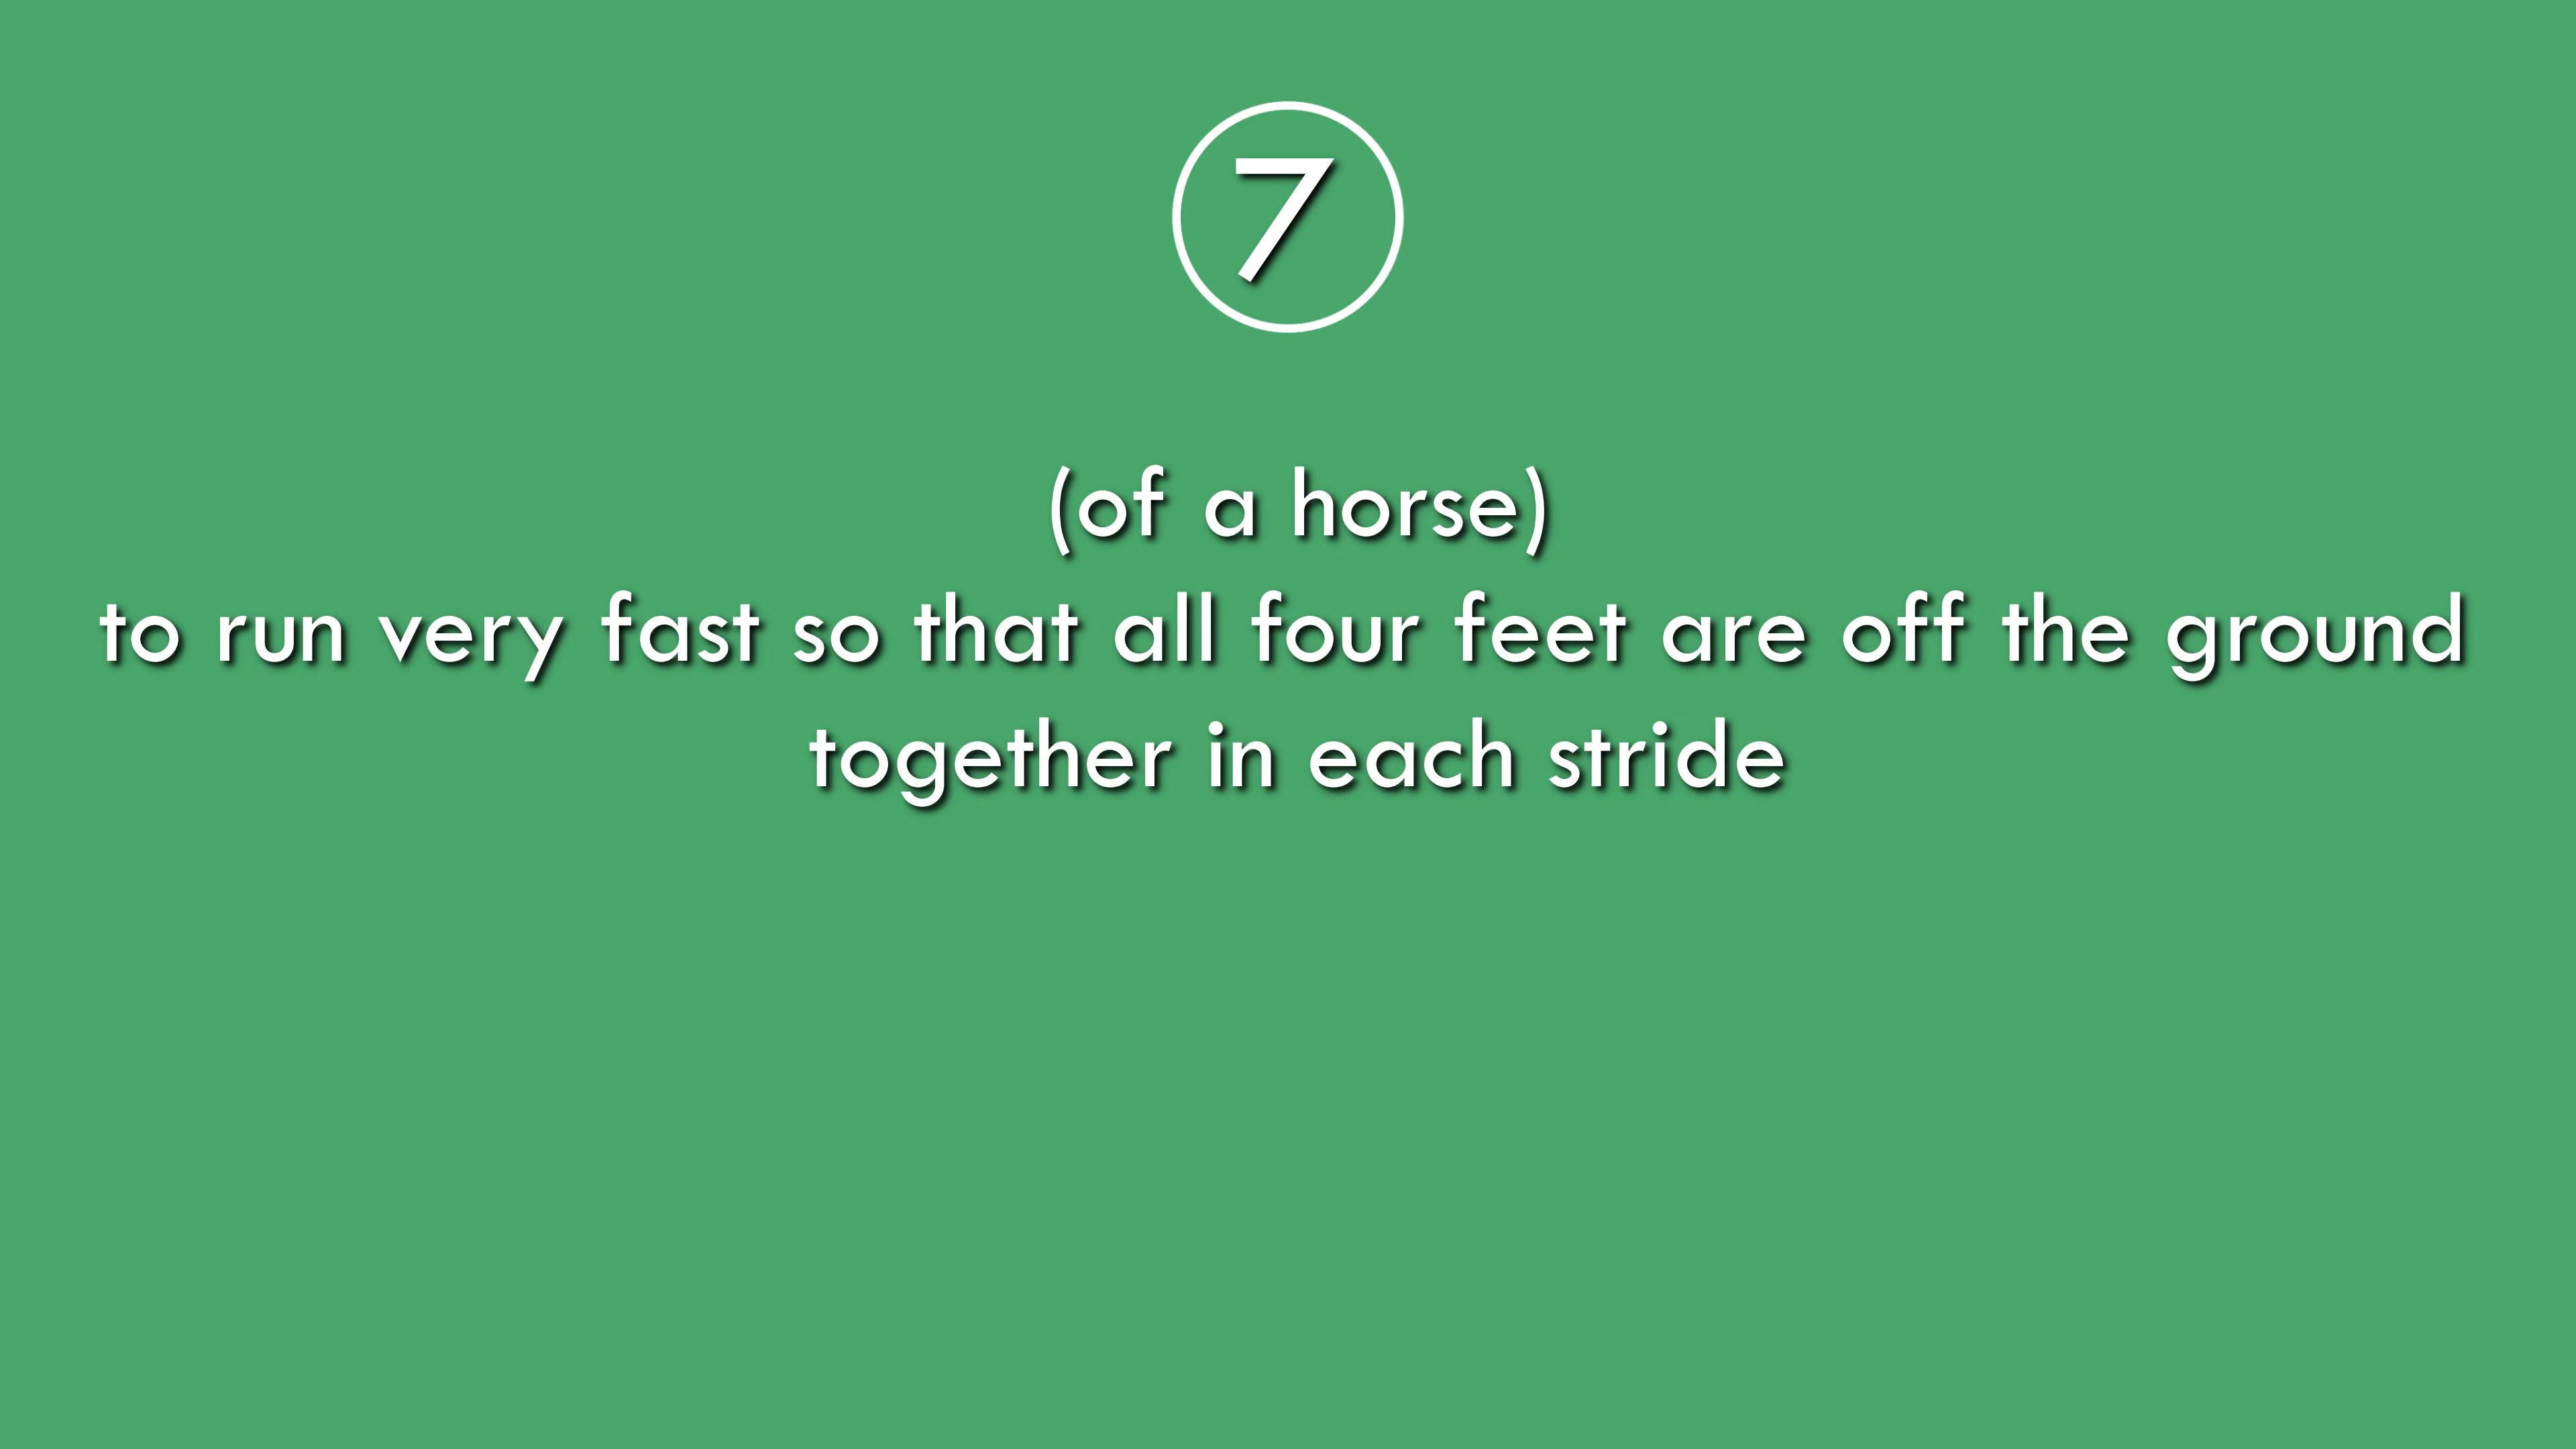 7
(of a horse)
to run very fast so that all four feet are off the ground
together in each stride